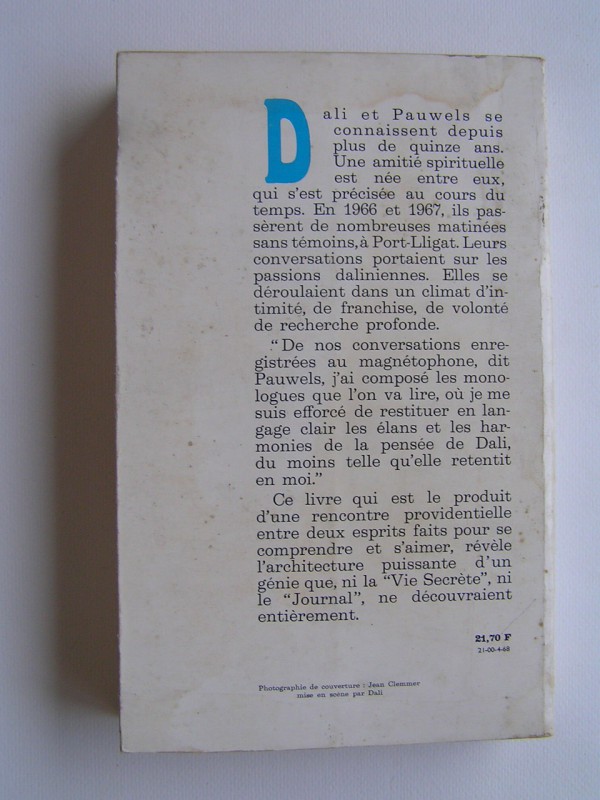 Dali et Pauwels se
connaissent depuis
plus de quinze ans.
Une amitié spirituelle
est née entre eux,
qui s'est précisée au cours du
temps. En 1966 et 1967, ils pas-
sèrent de nombreuses matinées
sans témoins, à Port-Lligat. Leurs
conversations portaient sur les
passions daliniennes. Elles se
déroulaient dans un climat d'in-
timité, de franchise, de volonté
de recherche profonde.
"De nos conversations enre-
gistrées au magnétophone, dit
Pauwels, j'ai composé les mono-
logues que l'on va lire, où je me
suis efforcé de restituer en lan-
gage clair les élans et les har-
monies de la pensée de Dali,
du moins telle qu'elle retentit
en moi."
Ce livre qui est le produit
d'une rencontre providentielle
entre deux esprits faits pour se
comprendre et s'aimer, révèle
l'architecture puissante d'un
génie que, ni la "Vie Secrète", ni
le "Journal", ne découvraient
entièrement.
21,70 F
21-00-4-68
Photographie de couverture : Jean Clemmer
mise en scène par Dali